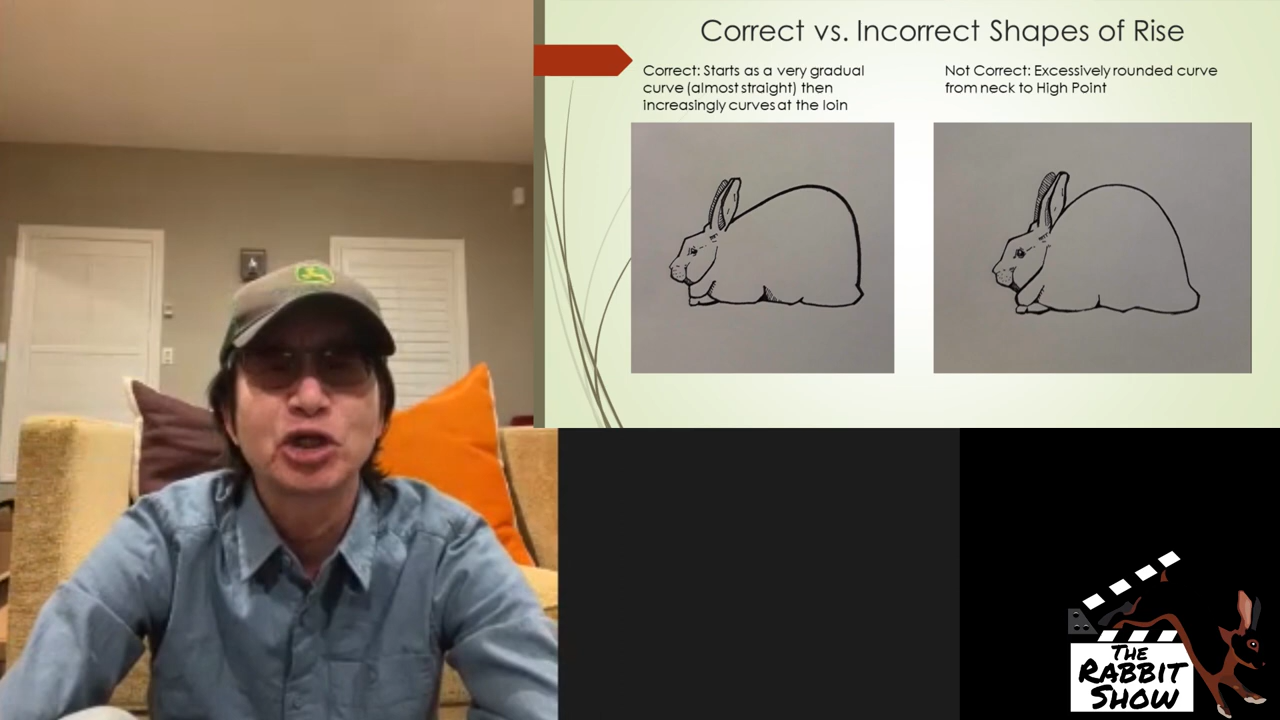 Correct vs. Incorrect Shapes of Rise
Correct: Starts as a very gradual
curve (almost straight) then
increasingly curves at the loin
Not Correct: Excessively rounded curve
from neck to High Point
THE
RABBIT
SHOW